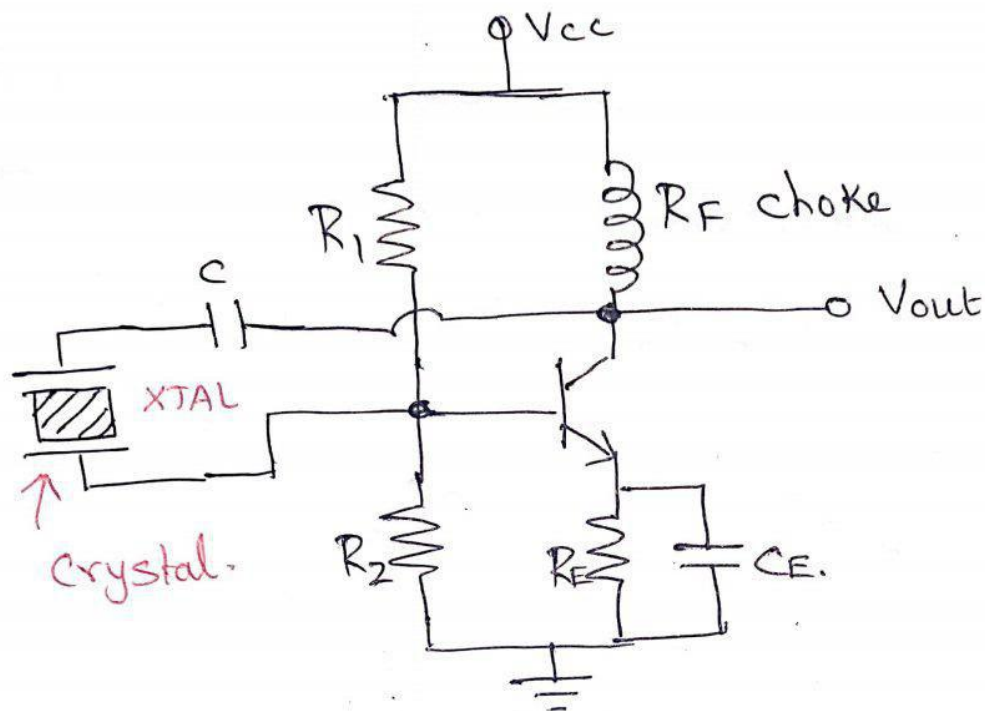 Vcc
R1
RF choke
C
Vout
XTAL
R2
RE
CE.
Crystal.